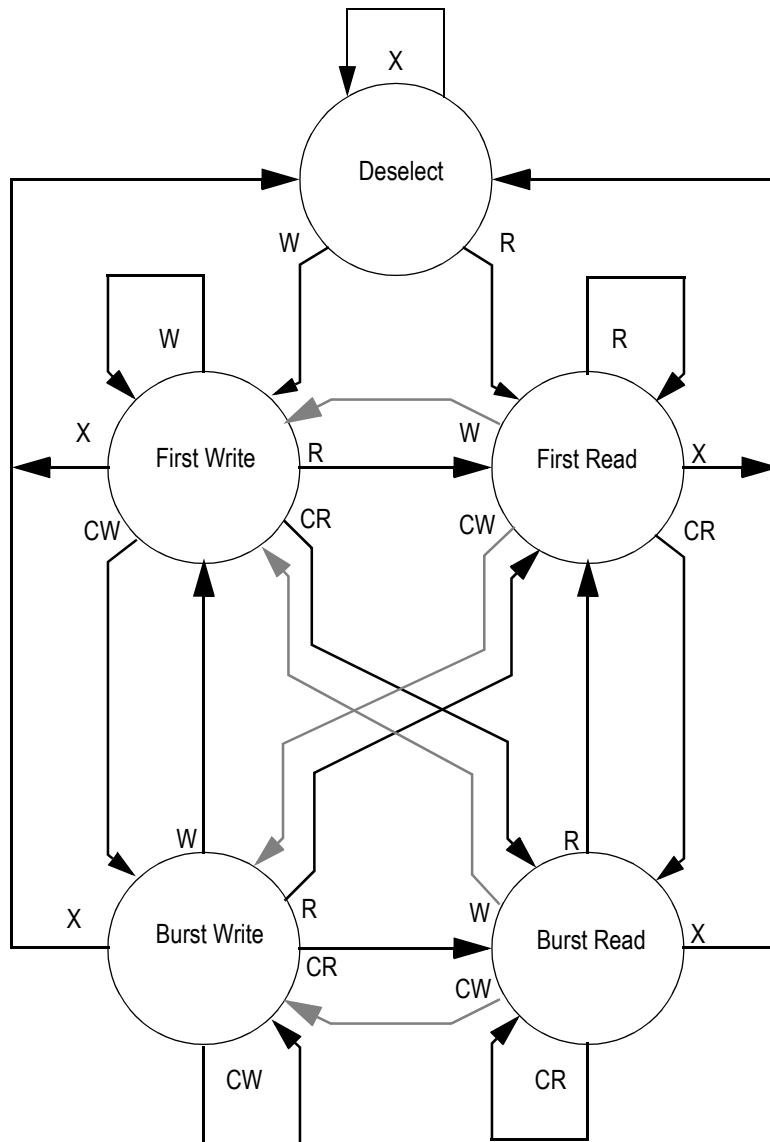 X
Deselect
W
R
W
R
X
W
First Write
R
First Read
X
CW
CR
CW
CR
W
R
X
R
W
X
Burst Write
Burst Read
CR
CW
CW
CR